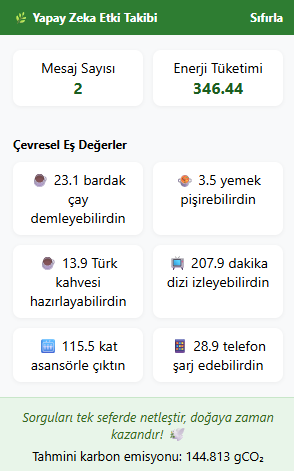 Yapay Zeka Etki Takibi
Sıfırla
Mesaj Sayısı
2
Enerji Tüketimi
346.44
Çevresel Eş Değerler
23.1 bardak
çay
demleyebilirdin
3.5 yemek
pişirebilirdin
13.9 Türk
kahvesi
hazırlayabilirdin
207.9 dakika
dizi izleyebilirdin
115.5 kat
asansörle çıktın
28.9 telefon
şarj edebilirdin
Sorguları tek seferde netleştir, doğaya zaman
kazandır!
Tahmini karbon emisyonu: 144.813 gCO₂